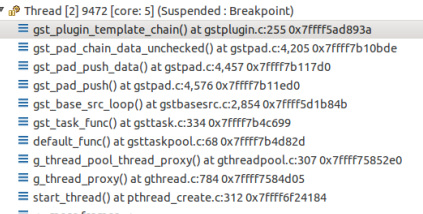 Thread [2] 9472 [core: 5] (Suspended : Breakpoint)
gst_plugin_template_chain() at gstplugin.c:255 0x7ffff5ad893a
gst_pad_chain_data_unchecked() at gstpad.c:4,205 0x7ffff7b10bde
gst_pad_push_data() at gstpad.c:4,457 0x7ffff7b117d0
gst_pad_push() at gstpad.c:4,576 0x7ffff7b11ed0
gst_base_src_loop() at gstbasesrc.c:2,854 0x7ffff5d1b84b
gst_task_func() at gsttask.c:334 0x7ffff7b4c699
default_func() at gsttaskpool.c:68 0x7ffff7b4d82d
g_thread_pool_thread_proxy() at gthreadpool.c:307 0x7ffff75852e0
g_thread_proxy() at gthread.c:784 0x7ffff7584d05
start_thread() at pthread_create.c:312 0x7ffff6f24184